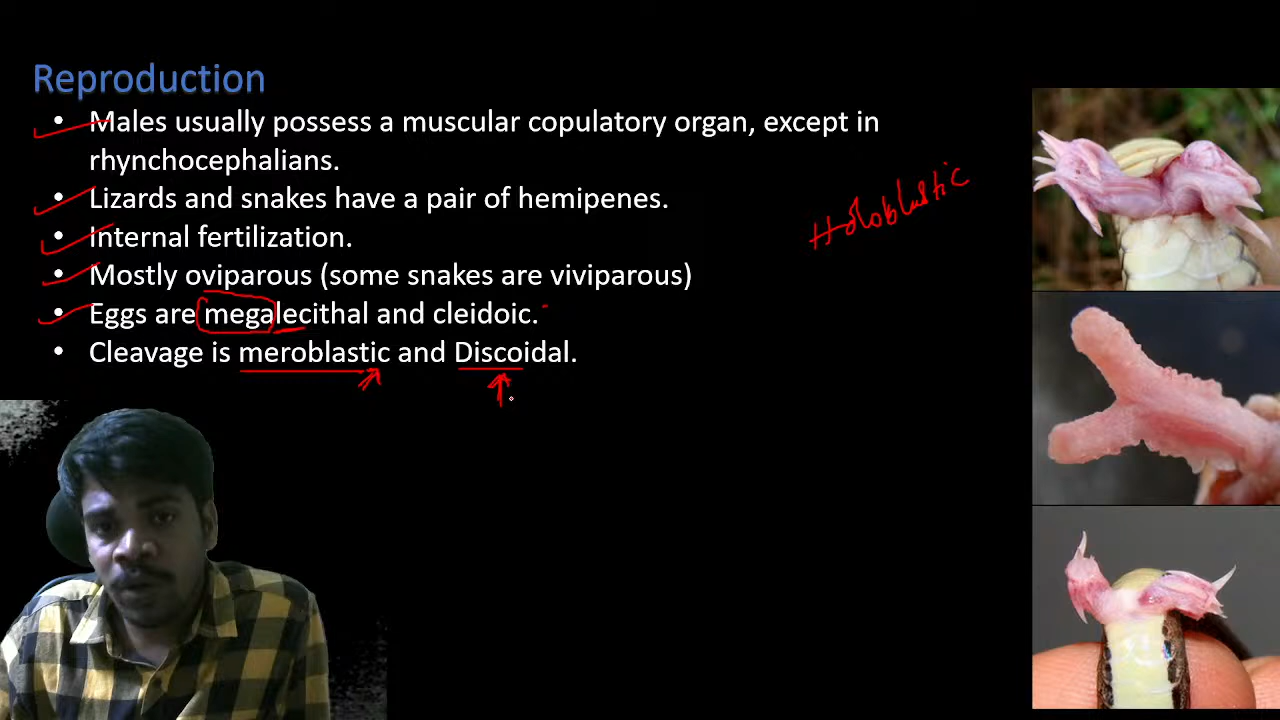 Reproduction
• Males usually possess a muscular copulatory organ, except in
rhynchocephalians.
• Lizards and snakes have a pair of hemipenes.
• Internal fertilization.
• Mostly oviparous (some snakes are viviparous)
• Eggs are megalecithal and cleidoic.
• Cleavage is meroblastic and Discoidal.
Holoblastic